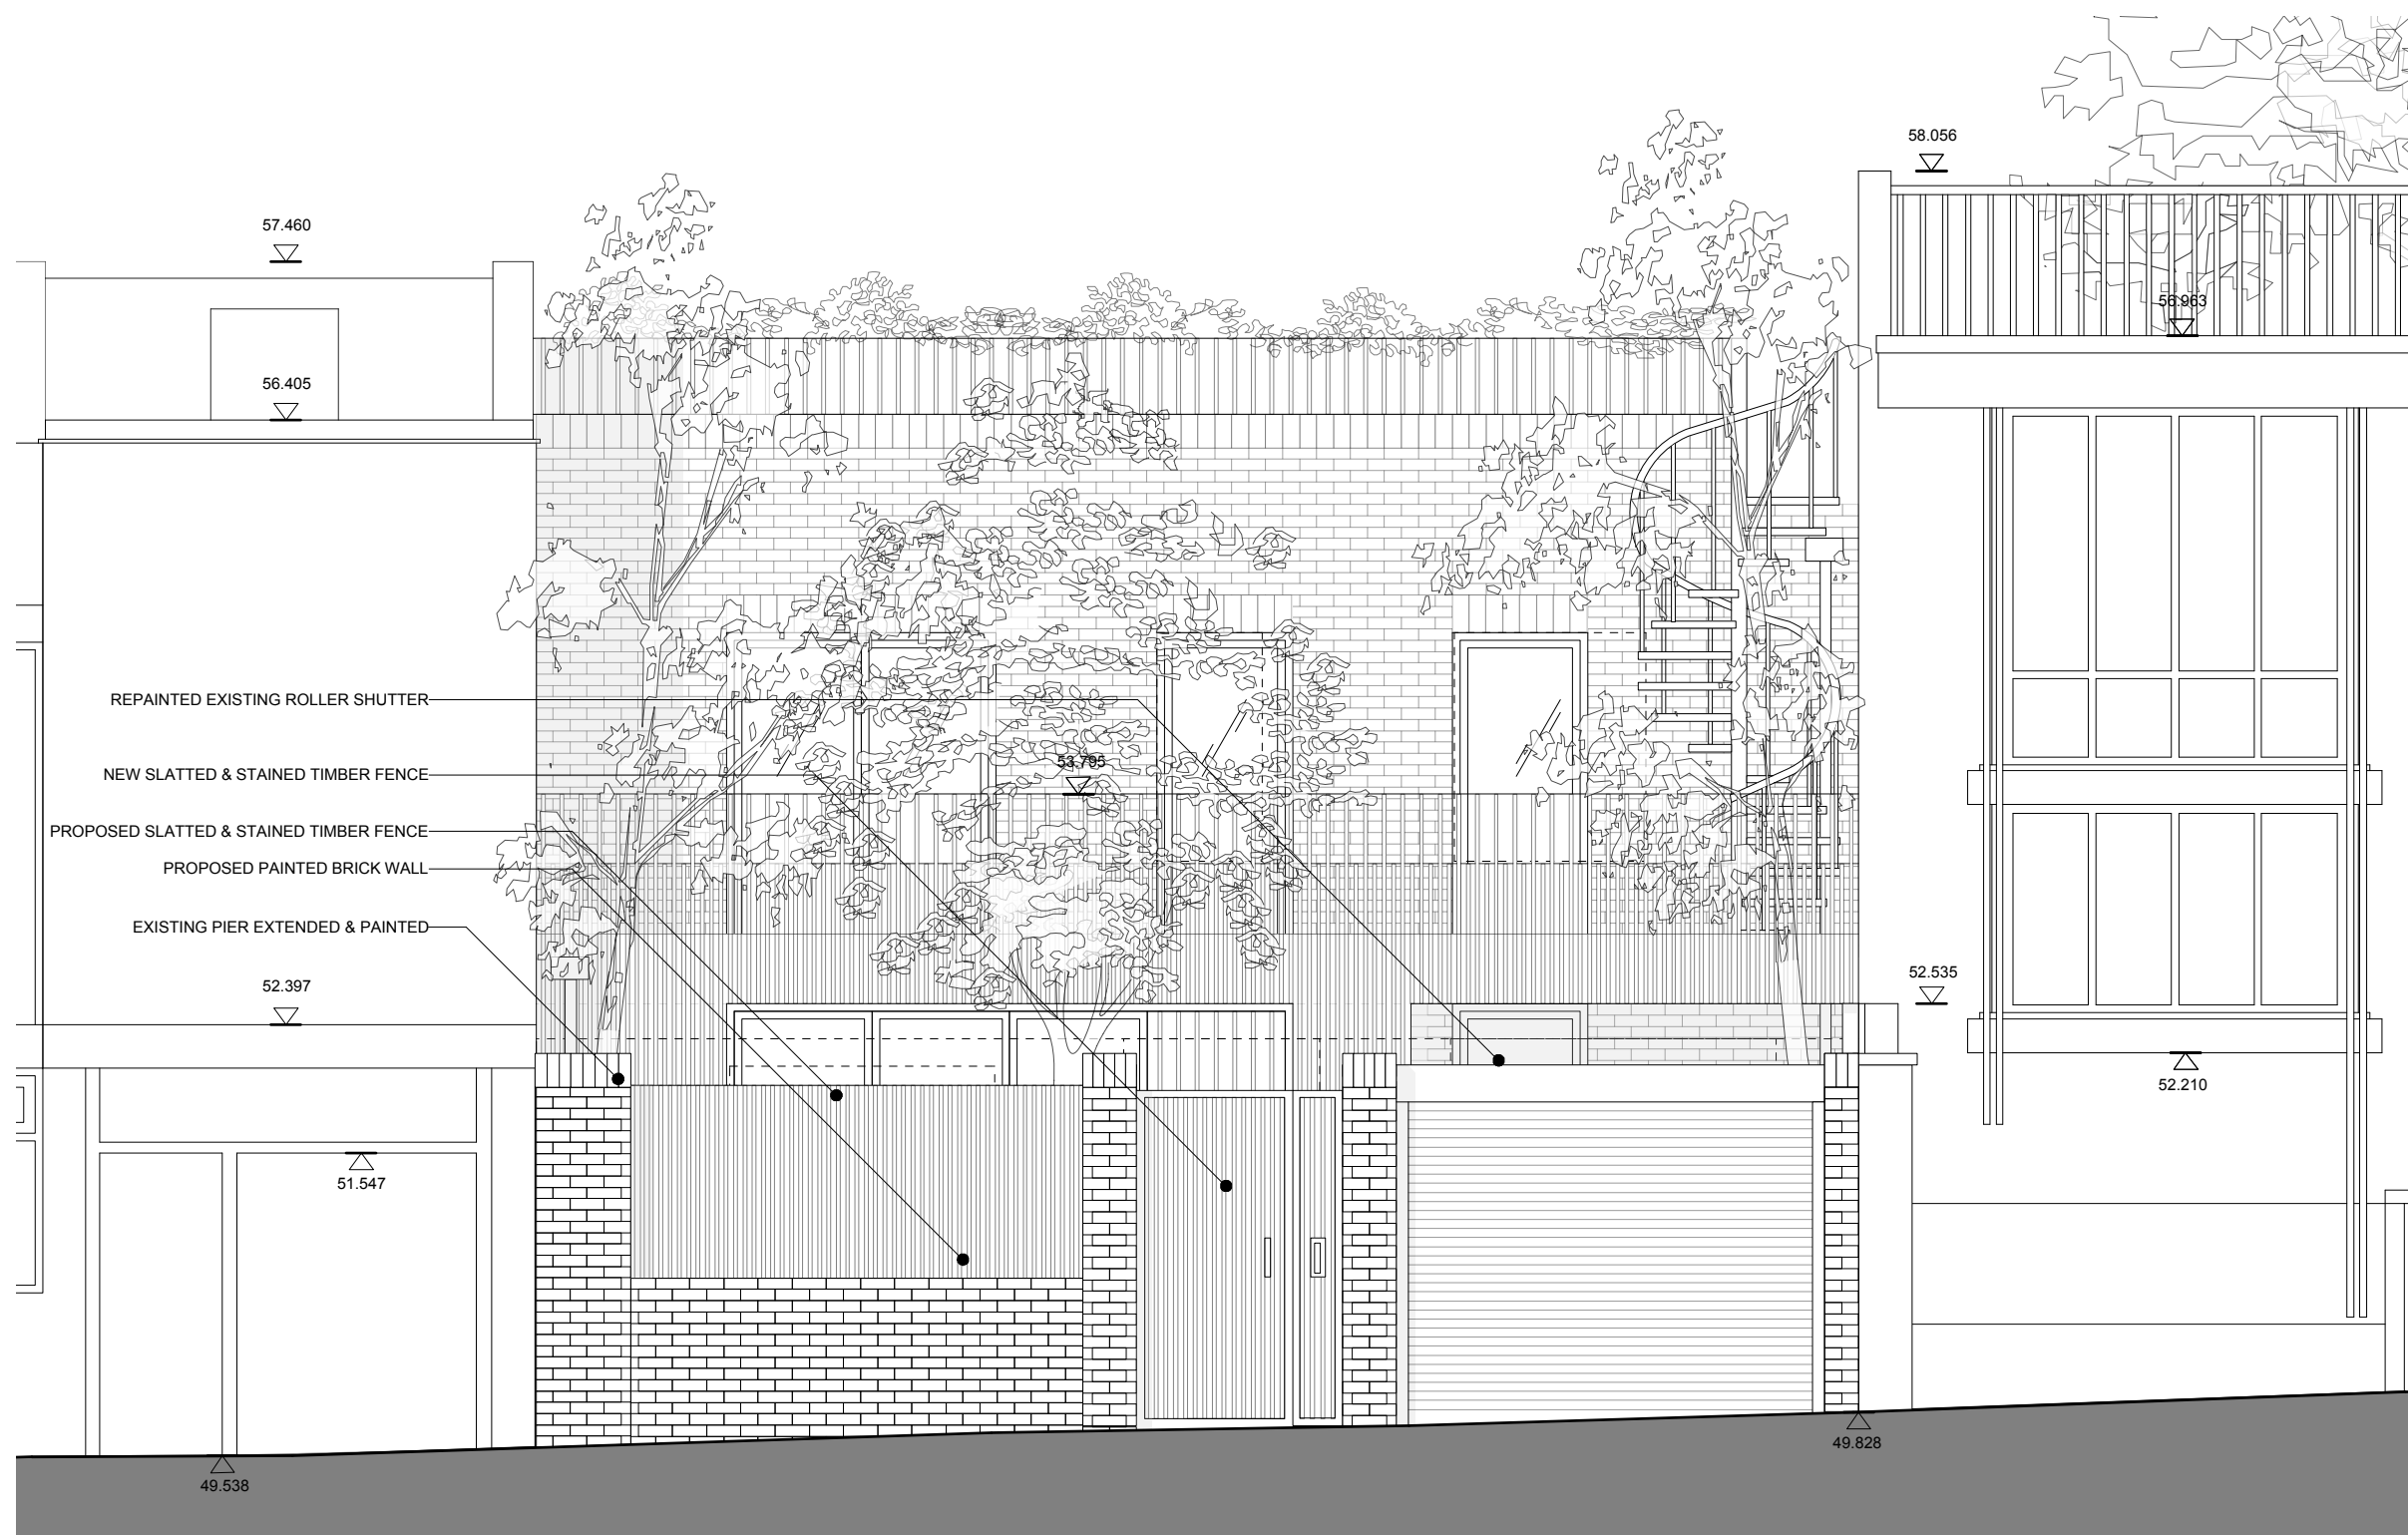 58.056
57.460
56.963
56.405
REPAINTED EXISTING ROLLER SHUTTER
53.795
NEW SLATTED & STAINED TIMBER FENCE
PROPOSED SLATTED & STAINED TIMBER FENCE
PROPOSED PAINTED BRICK WALL
EXISTING PIER EXTENDED & PAINTED
52.535
52.397
52.210
51.547
49.828
49.538